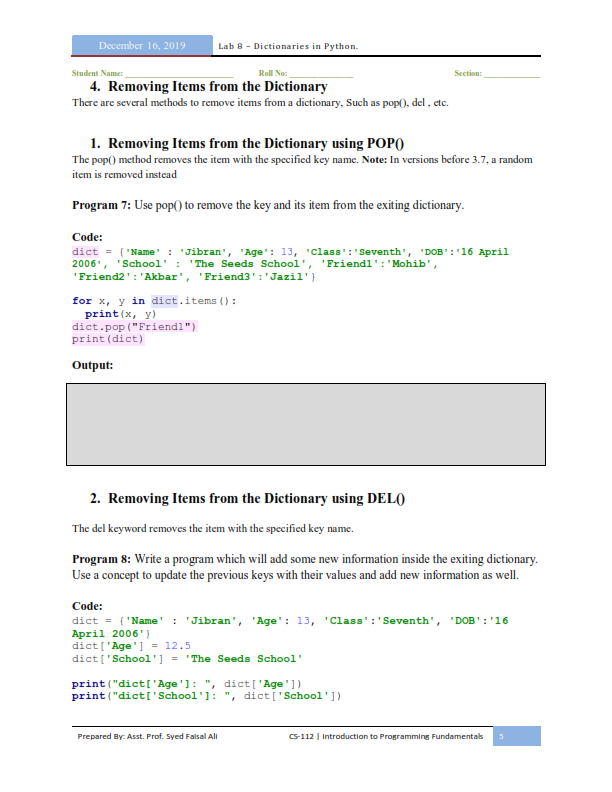 December 16, 2019 Lab 8 – Dictionaries in Python.
Student Name: ____________________________ Roll No: ________________ Section: ______________
4. Removing Items from the Dictionary
There are several methods to remove items from a dictionary, Such as pop(), del , etc.
1. Removing Items from the Dictionary using POP()
The pop() method removes the item with the specified key name. Note: In versions before 3.7, a random
item is removed instead
Program 7: Use pop() to remove the key and its item from the exiting dictionary.
Code:
dict = {'Name' : 'Jibran', 'Age': 13, 'Class':'Seventh', 'DOB':'16 April
2006', 'School' : 'The Seeds School', 'Friend1':'Mohib',
'Friend2':'Akbar', 'Friend3':'Jazil'}
for x, y in dict.items():
  print(x, y)
dict.pop("Friend1")
print(dict)
Output:
2. Removing Items from the Dictionary using DEL()
The del keyword removes the item with the specified key name.
Program 8: Write a program which will add some new information inside the exiting dictionary.
Use a concept to update the previous keys with their values and add new information as well.
Code:
dict = {'Name' : 'Jibran', 'Age': 13, 'Class':'Seventh', 'DOB':'16
April 2006'}
dict['Age'] = 12.5
dict['School'] = 'The Seeds School'
print("dict['Age']: ", dict['Age'])
print("dict['School']: ", dict['School'])
Prepared By: Asst. Prof. Syed Faisal Ali CS-112 | Introduction to Programming Fundamentals 5